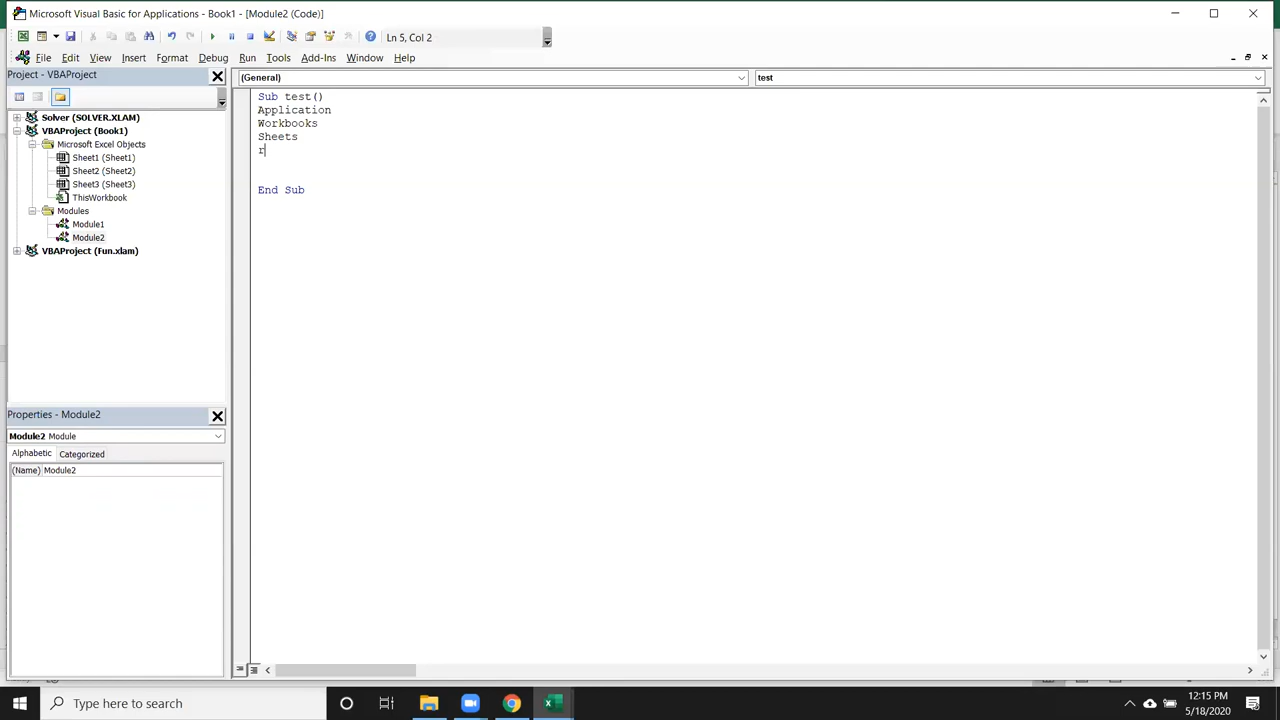 Microsoft Visual Basic for Applications - Book1 - [Module2 (Code)]
Ln 5, Col 2
File Edit View Insert Format Debug Run Tools Add-Ins Window Help
Project - VBAProject
(General)
test
Solver (SOLVER.XLAM)
VBAProject (Book1)
Microsoft Excel Objects
Sheet1 (Sheet1)
Sheet2 (Sheet2)
Sheet3 (Sheet3)
ThisWorkbook
Modules
Module1
Module2
VBAProject (Fun.xlam)
Sub test()
Application
Workbooks
Sheets
r
End Sub
Properties - Module2
Module2 Module
Alphabetic Categorized
(Name) Module2
Type here to search
12:15 PM
5/18/2020